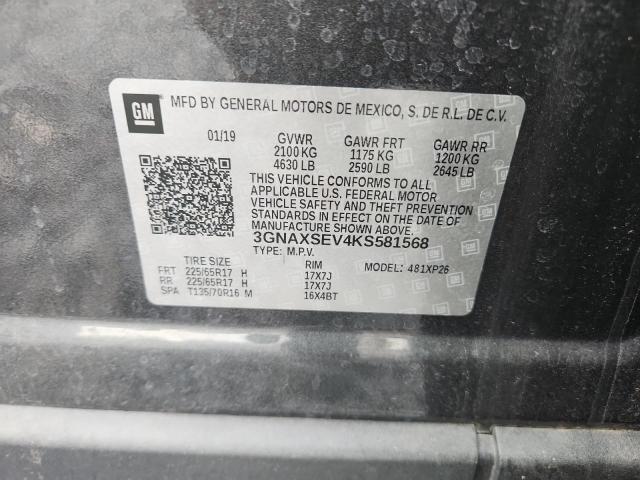 GM MFD BY GENERAL MOTORS DE MEXICO, S. DE R.L. DE C.V.
01/19 GVWR GAWR FRT GAWR RR
2100 KG 1175 KG 1200 KG
4630 LB 2590 LB 2645 LB
THIS VEHICLE CONFORMS TO ALL
APPLICABLE U.S. FEDERAL MOTOR
VEHICLE SAFETY AND THEFT
PREVENTION STANDARDS IN
EFFECT ON THE DATE OF
MANUFACTURE SHOWN ABOVE.
3GNAXSEV4KS581568
TYPE: M.P.V. MODEL: 481XP26
TIRE SIZE RIM
FRT 225/65R17 H 17X7J
RR 225/65R17 H 17X7J
SPA T135/70R16 M 16X4BT